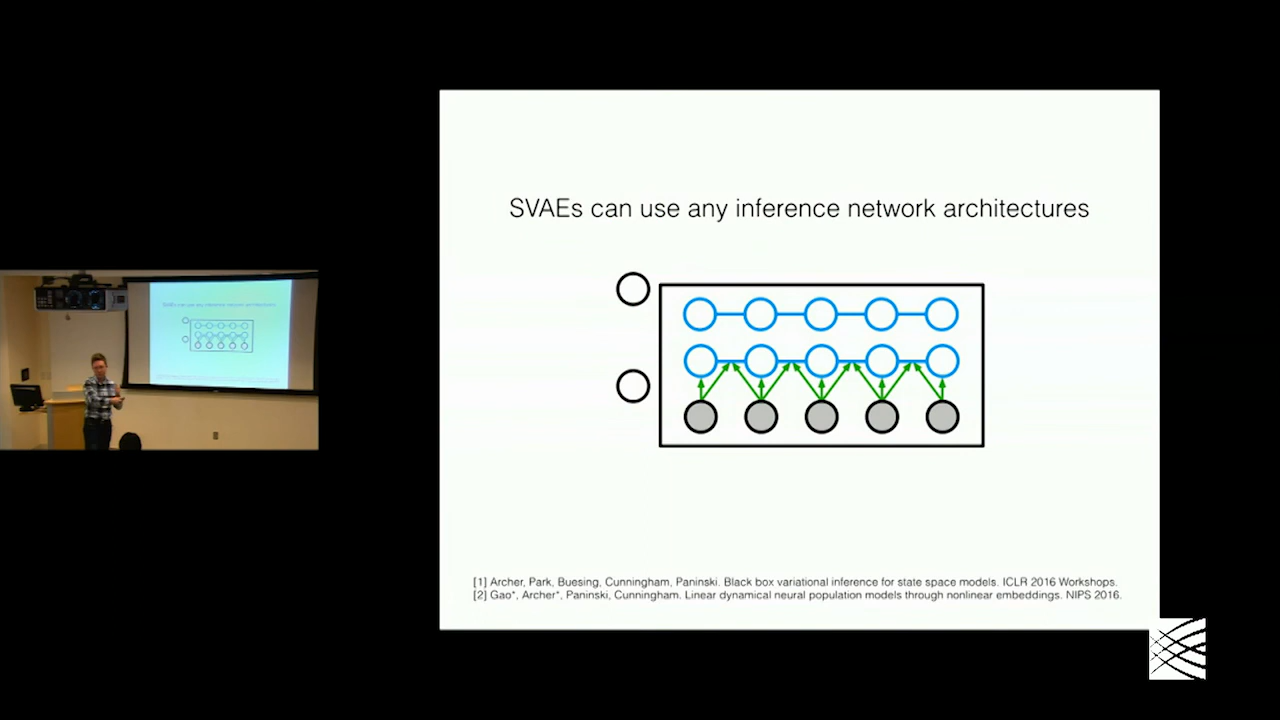 SVAEs can use any inference network architectures
[1] Archer, Park, Buesing, Cunningham, Paninski. Black box variational inference for state space models. ICLR 2016 Workshops.
[2] Gao*, Archer*, Paninski, Cunningham. Linear dynamical neural population models through nonlinear embeddings. NIPS 2016.